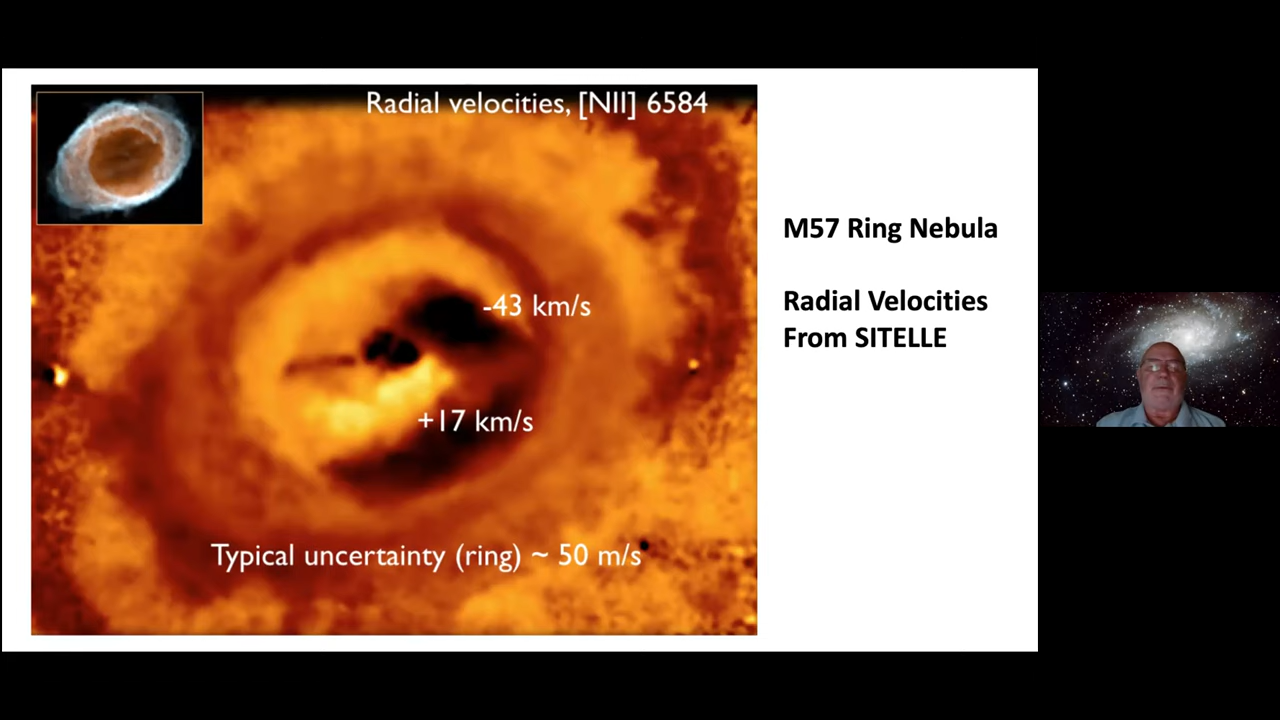 Radial velocities, [NII] 6584
-43 km/s
+17 km/s
Typical uncertainty (ring) ~ 50 m/s
M57 Ring Nebula
Radial Velocities
From SITELLE